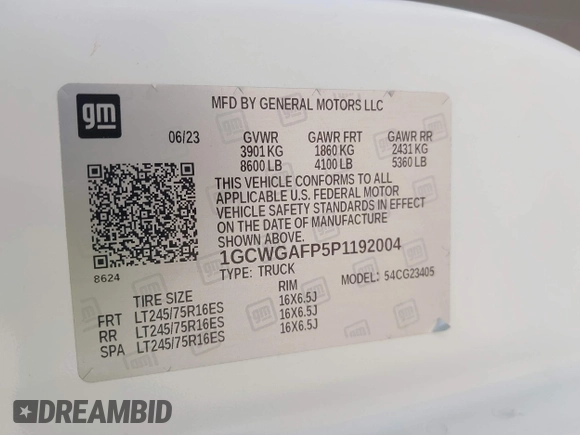 gm
MFD BY GENERAL MOTORS LLC
06/23 GVWR GAWR FRT GAWR RR
3901 KG 1860 KG 2431 KG
8600 LB 4100 LB 5360 LB
THIS VEHICLE CONFORMS TO ALL
APPLICABLE U.S. FEDERAL MOTOR
VEHICLE SAFETY STANDARDS IN EFFECT
ON THE DATE OF MANUFACTURE
SHOWN ABOVE.
1GCWGAFP5P1192004
8624
TYPE: TRUCK MODEL: 54CG23405
TIRE SIZE RIM
FRT LT245/75R16ES 16X6.5J
RR LT245/75R16ES 16X6.5J
SPA LT245/75R16ES 16X6.5J
DREAMBID